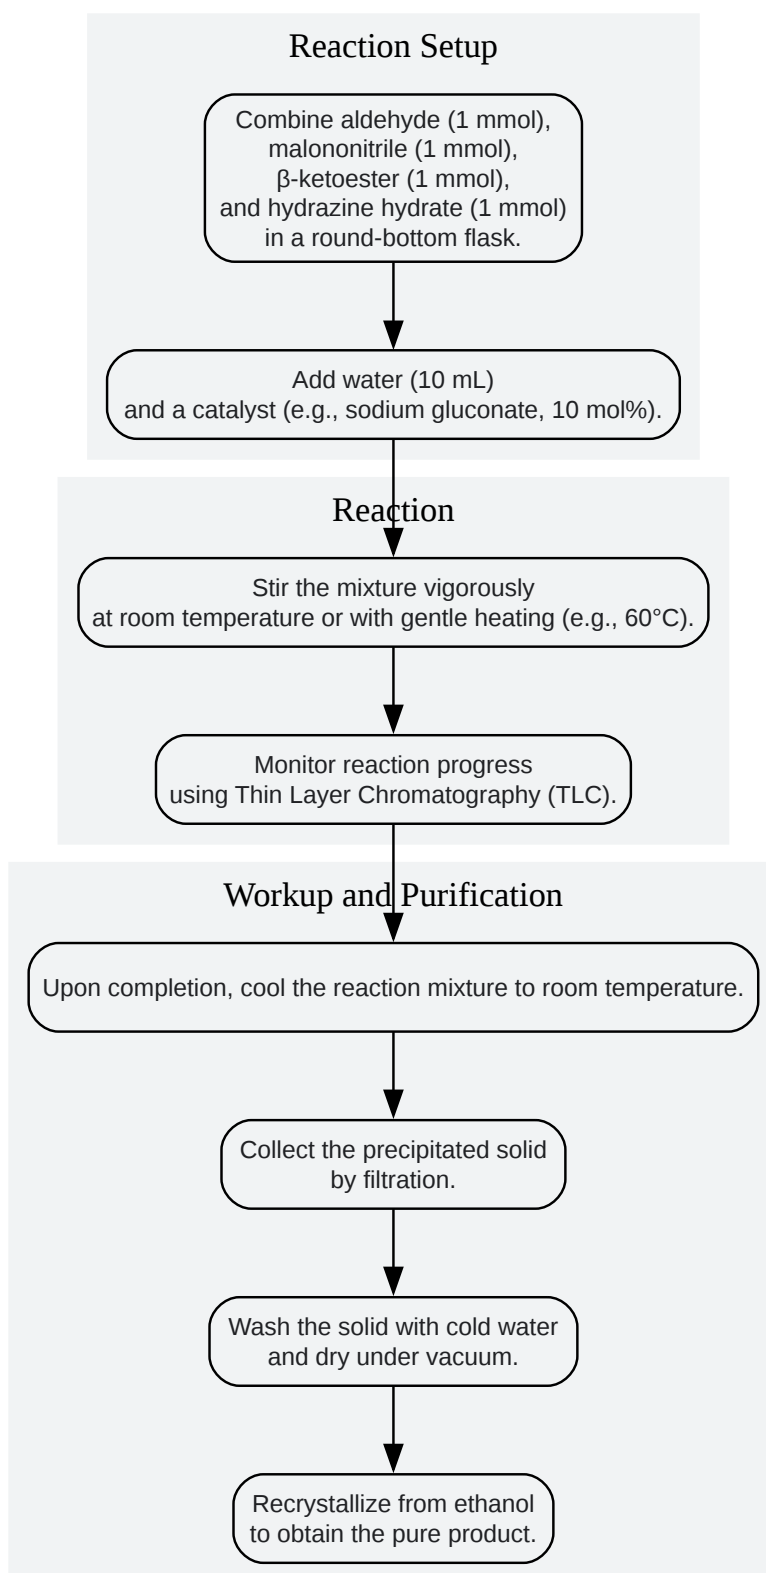 Reaction Setup
Combine aldehyde (1 mmol),
malononitrile (1 mmol),
β-ketoester (1 mmol),
and hydrazine hydrate (1 mmol)
in a round-bottom flask.
Add water (10 mL)
and a catalyst (e.g., sodium gluconate, 10 mol%).
Reaction
Stir the mixture vigorously
at room temperature or with gentle heating (e.g., 60°C).
Monitor reaction progress
using Thin Layer Chromatography (TLC).
Workup and Purification
Upon completion, cool the reaction mixture to room temperature.
Collect the precipitated solid
by filtration.
Wash the solid with cold water
and dry under vacuum.
Recrystallize from ethanol
to obtain the pure product.